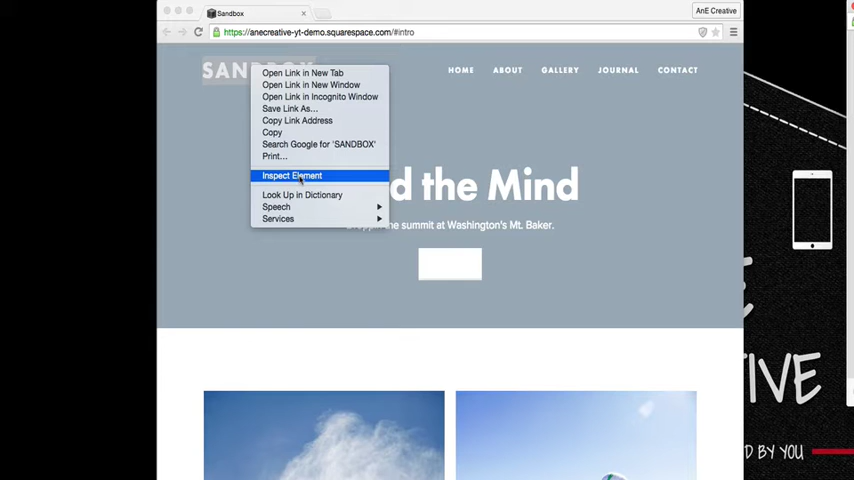 Sandbox
AnE Creative
https://anecreative-yt-demo.squarespace.com/#intro
SAND
HOME ABOUT GALLERY JOURNAL CONTACT
Open Link in New Tab
Open Link in New Window
Open Link in Incognito Window
Save Link As...
Copy Link Address
Copy
Search Google for 'SANDBOX'
Print...
Inspect Element
Look Up in Dictionary
Speech
Services
d the Mind
the summit at Washington's Mt. Baker.
E
TIVE
D BY YOU